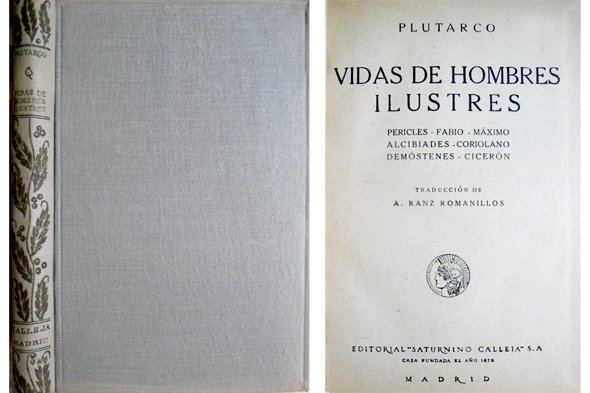 PLUTARCO
VIDAS DE
HOMBRES
ILUSTRES
CALLEJA
MADRID
PLUTARCO
VIDAS DE HOMBRES
ILUSTRES
PERICLES - FABIO - MÁXIMO
ALCIBIADES - CORIOLANO
DEMÓSTENES - CICERÓN
TRADUCCIÓN DE
A. RANZ ROMANILLOS
EDITORIAL "SATURNINO CALLEJA" S.A
CASA FUNDADA EL AÑO 1876
MADRID